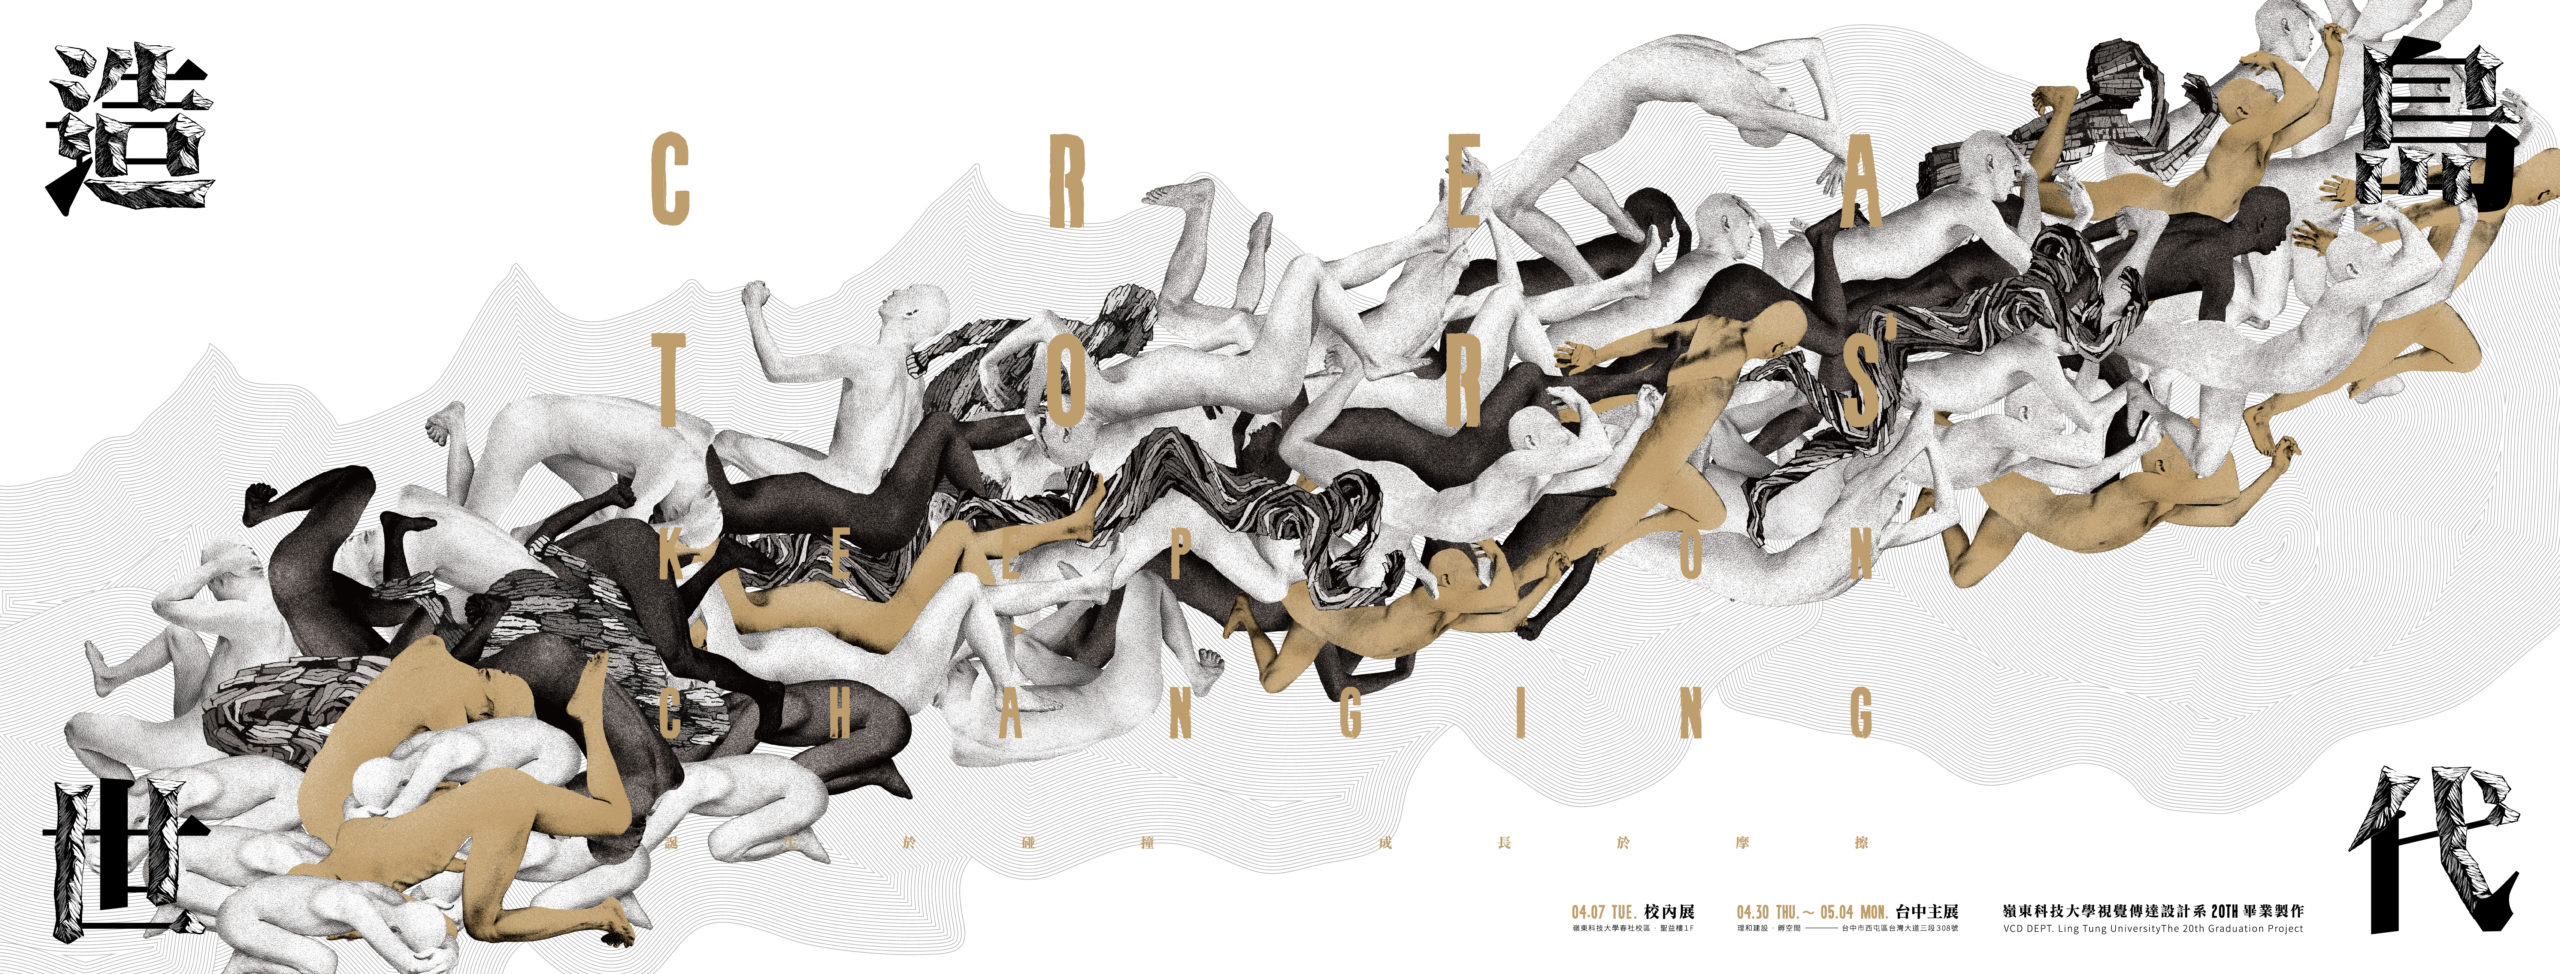 造島
CREA
TORS'
KEEP ON
CHANGING
世代
誕生於碰撞 成長於摩擦
04.07 TUE. 校內展
嶺東科技大學春社校區 · 聖益樓1F
04.30 THU. ~ 05.04 MON. 台中主展
理和建設 · 孵空間 —— 台中市西屯區台灣大道三段308號
嶺東科技大學視覺傳達設計系 20TH 畢業製作
VCD DEPT. Ling Tung UniversityThe 20th Graduation Project